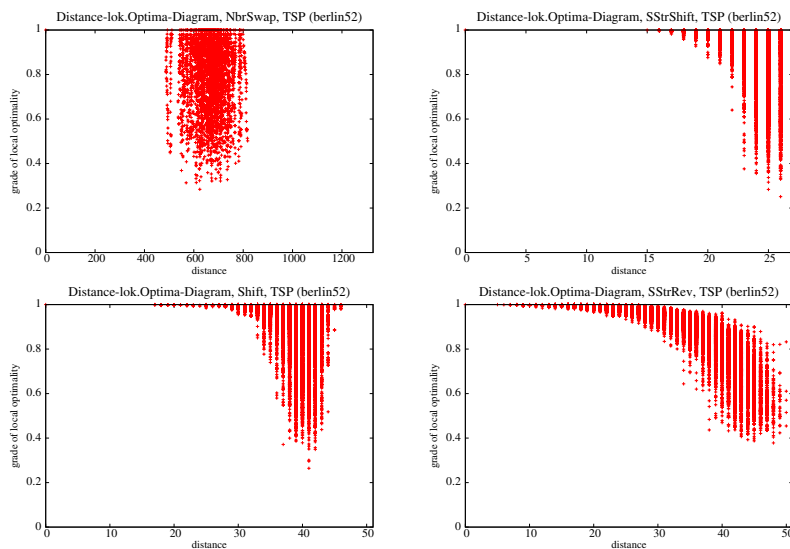 Distance-lok.Optima-Diagram, NbrSwap, TSP (berlin52)
1
0.8
0.6
0.4
0.2
0
grade of local optimality
0 200 400 600 800 1000 1200
distance
Distance-lok.Optima-Diagram, SStrShift, TSP (berlin52)
1
0.8
0.6
0.4
0.2
0
grade of local optimality
0 5 10 15 20 25
distance
Distance-lok.Optima-Diagram, Shift, TSP (berlin52)
1
0.8
0.6
0.4
0.2
0
grade of local optimality
0 10 20 30 40 50
distance
Distance-lok.Optima-Diagram, SStrRev, TSP (berlin52)
1
0.8
0.6
0.4
0.2
0
grade of local optimality
0 10 20 30 40 50
distance